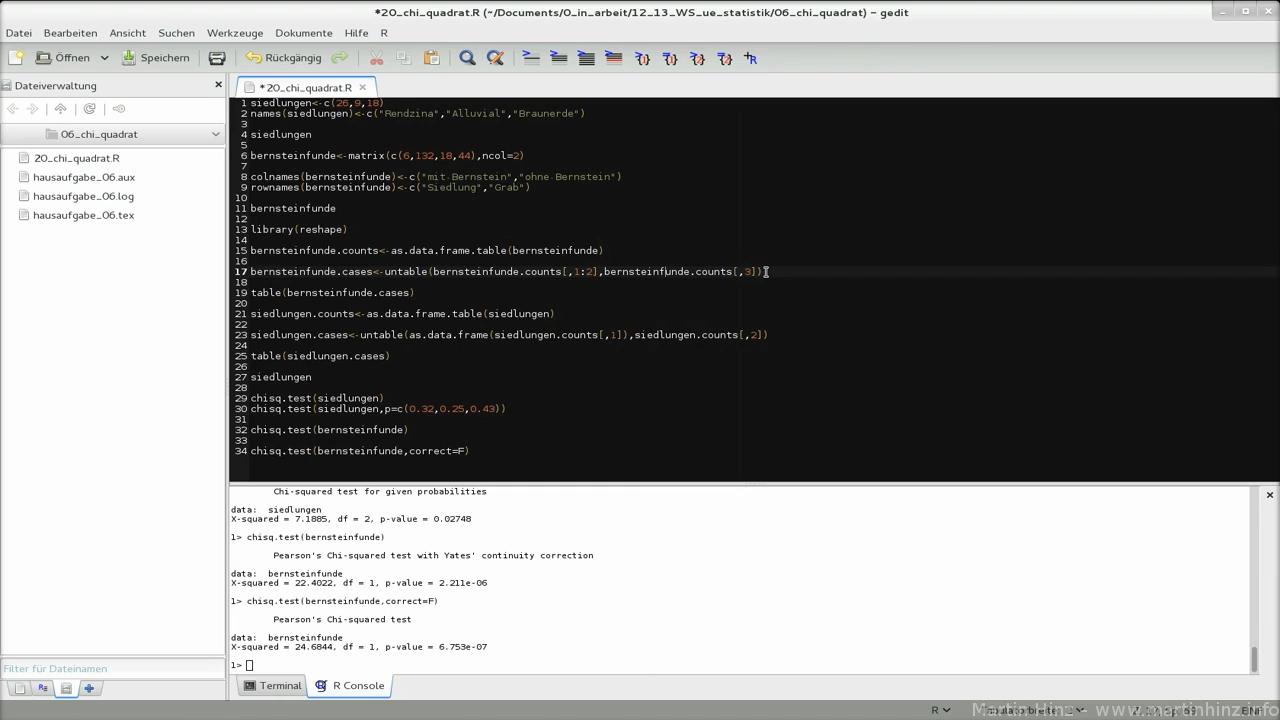 *20_chi_quadrat.R (~/Documents/0_in_arbeit/12_13_WS_ue_statistik/06_chi_quadrat) – gedit
Datei Bearbeiten Ansicht Suchen Werkzeuge Dokumente Hilfe R
Öffnen Speichern Rückgängig
Dateiverwaltung
*20_chi_quadrat.R
06_chi_quadrat
20_chi_quadrat.R
hausaufgabe_06.aux
hausaufgabe_06.log
hausaufgabe_06.tex
Filter für Dateinamen
1 siedlungen<-c(26,9,18)
2 names(siedlungen)<-c("Rendzina","Alluvial","Braunerde")
3
4 siedlungen
5
6 bernsteinfunde<-matrix(c(6,132,18,44),ncol=2)
7
8 colnames(bernsteinfunde)<-c("mit Bernstein","ohne Bernstein")
9 rownames(bernsteinfunde)<-c("Siedlung","Grab")
10
11 bernsteinfunde
12
13 library(reshape)
14
15 bernsteinfunde.counts<-as.data.frame.table(bernsteinfunde)
16
17 bernsteinfunde.cases<-untable(bernsteinfunde.counts[,1:2],bernsteinfunde.counts[,3])
18
19 table(bernsteinfunde.cases)
20
21 siedlungen.counts<-as.data.frame.table(siedlungen)
22
23 siedlungen.cases<-untable(as.data.frame(siedlungen.counts[,1]),siedlungen.counts[,2])
24
25 table(siedlungen.cases)
26
27 siedlungen
28
29 chisq.test(siedlungen)
30 chisq.test(siedlungen,p=c(0.32,0.25,0.43))
31
32 chisq.test(bernsteinfunde)
33
34 chisq.test(bernsteinfunde,correct=F)
Chi-squared test for given probabilities
data: siedlungen
X-squared = 7.1885, df = 2, p-value = 0.02748
1> chisq.test(bernsteinfunde)
Pearson's Chi-squared test with Yates' continuity correction
data: bernsteinfunde
X-squared = 22.4022, df = 1, p-value = 2.211e-06
1> chisq.test(bernsteinfunde,correct=F)
Pearson's Chi-squared test
data: bernsteinfunde
X-squared = 24.6844, df = 1, p-value = 6.753e-07
1>
Terminal R Console
R
Martin Hinz - www.martinhinz.info